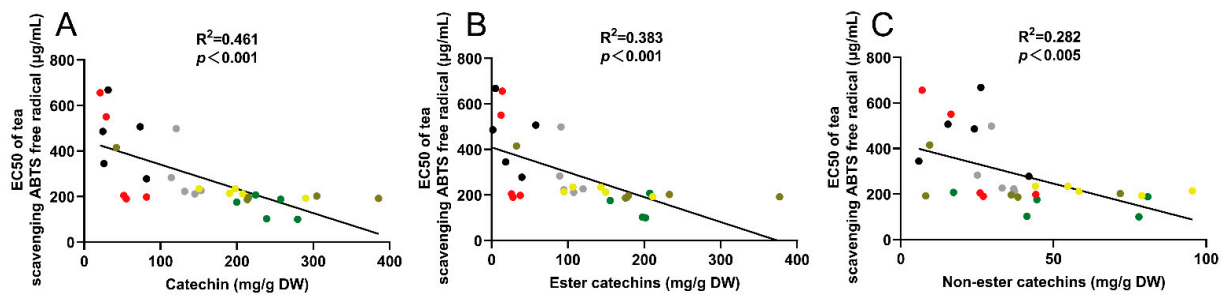 A
R²=0.461
p＜0.001
EC50 of tea
scavenging ABTS free radical (μg/mL)
800
600
400
200
0
0
100
200
300
400
Catechin (mg/g DW)
B
R²=0.383
p＜0.001
EC50 of tea
scavenging ABTS free radical (μg/mL)
800
600
400
200
0
0
100
200
300
400
Ester catechins (mg/g DW)
C
R²=0.282
p＜0.005
EC50 of tea
scavenging ABTS free radical (μg/mL)
800
600
400
200
0
0
50
100
Non-ester catechins (mg/g DW)